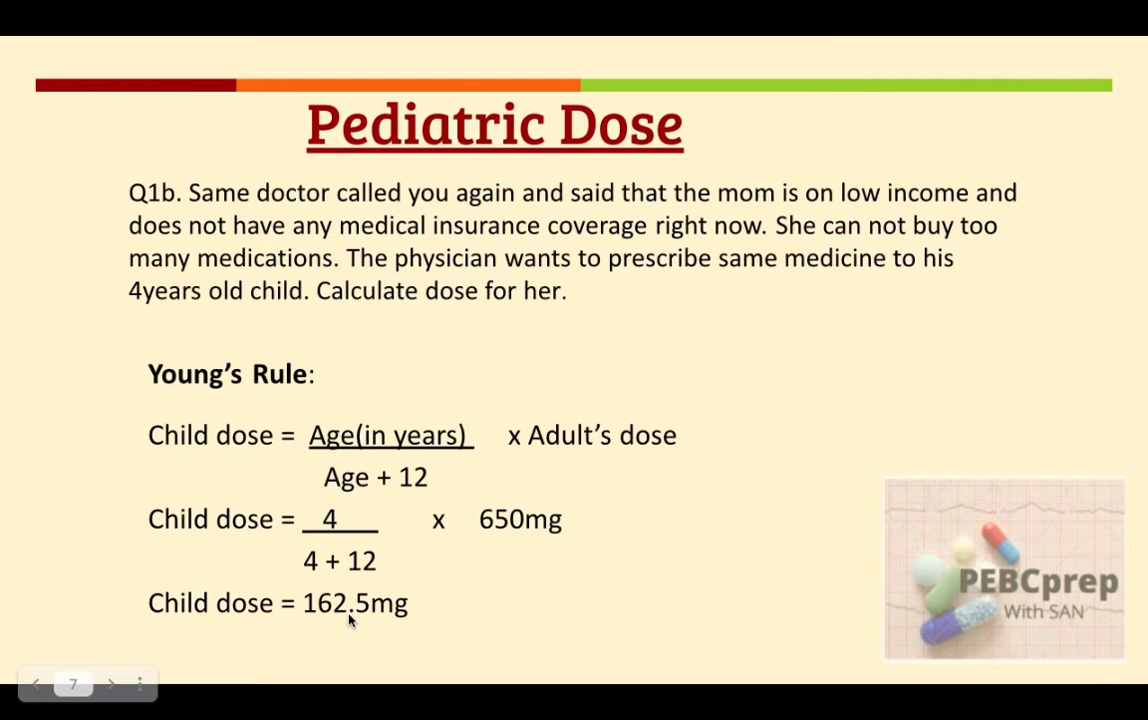 Pediatric Dose
Q1b. Same doctor called you again and said that the mom is on low income and
does not have any medical insurance coverage right now. She can not buy too
many medications. The physician wants to prescribe same medicine to his
4years old child. Calculate dose for her.
Young’s Rule:
Child dose = Age(in years) x Adult’s dose
Age + 12
Child dose = 4 x 650mg
4 + 12
Child dose = 162.5mg
PEBCprep
With SAN
7